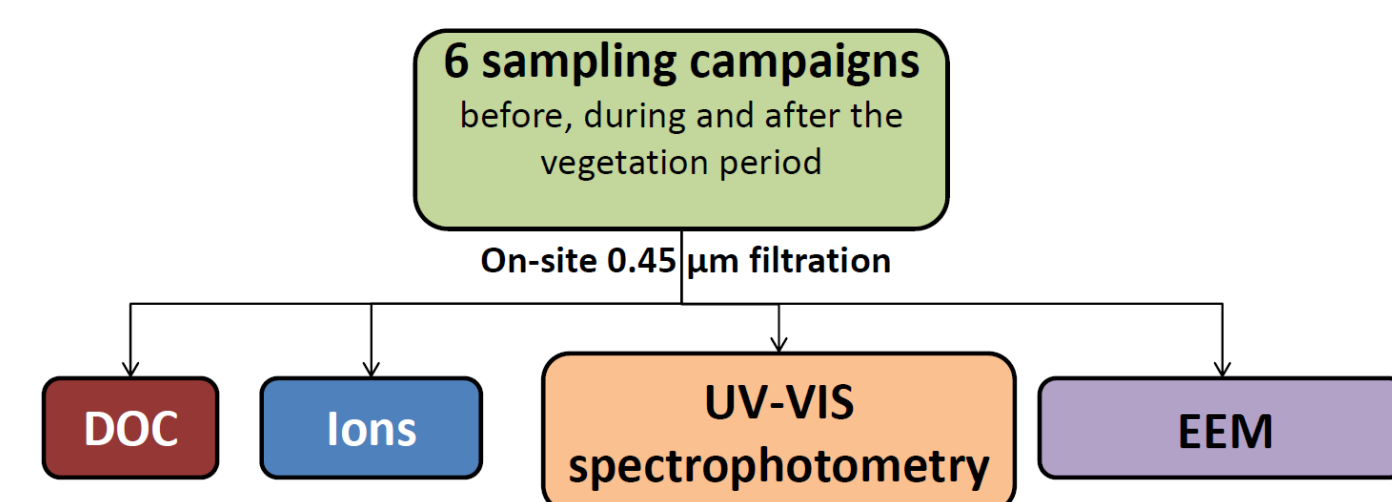 6 sampling campaigns
before, during and after the
vegetation period
On-site 0.45 µm filtration
DOC
Ions
UV-VIS
spectrophotometry
EEM